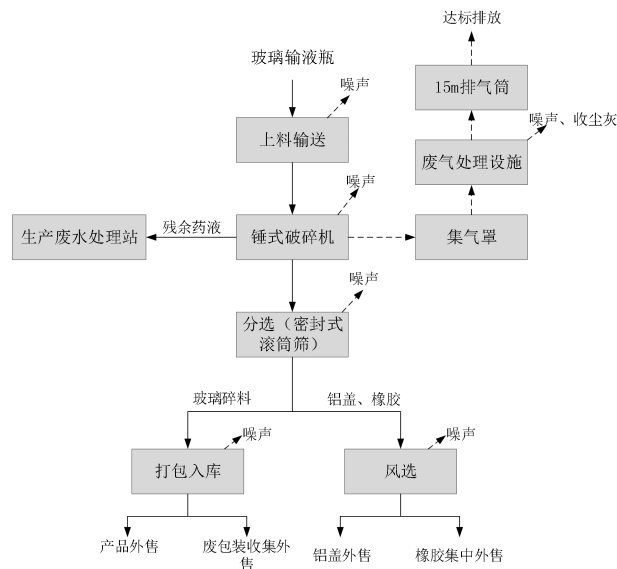 达标排放
玻璃输液瓶
噪声
15m排气筒
上料输送
噪声、收尘灰
废气处理设施
噪声
生产废水处理站
残余药液
锤式破碎机
集气罩
噪声
分选（密封式
滚筒筛）
玻璃碎料
铝盖、橡胶
噪声
噪声
打包入库
风选
产品外售
废包装收集外
售
铝盖外售
橡胶集中外售